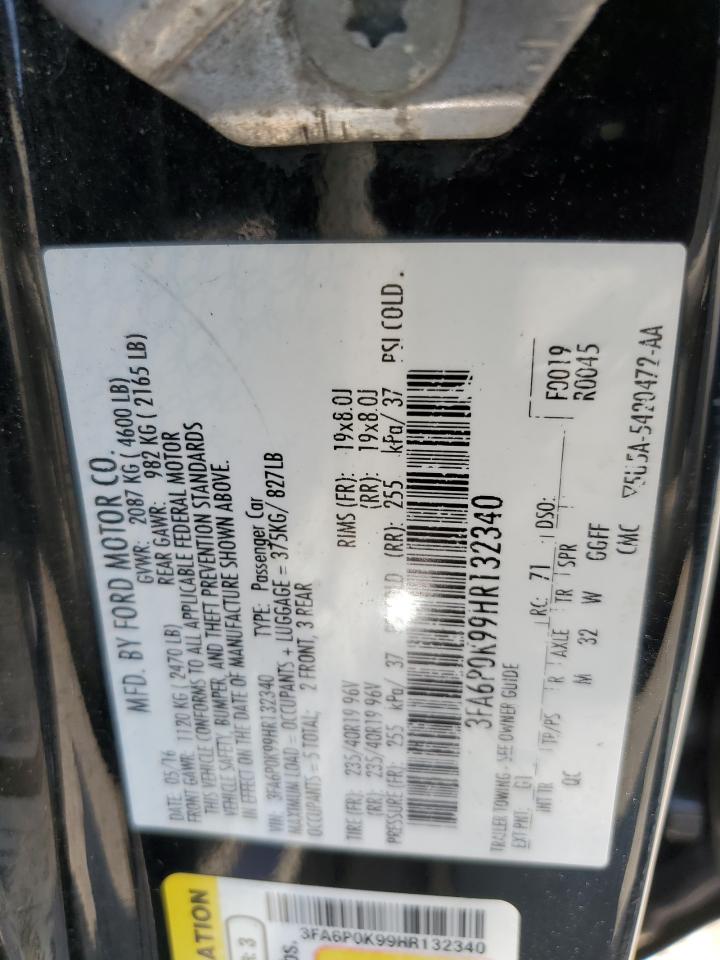 MFD. BY FORD MOTOR CO.
DATE: 05/16 GVWR: 2087 KG ( 4600 LB)
FRONT GAWR: 1120 KG ( 2470 LB) REAR GAWR: 982 KG ( 2165 LB)
THIS VEHICLE CONFORMS TO ALL APPLICABLE FEDERAL MOTOR
VEHICLE SAFETY, BUMPER, AND THEFT PREVENTION STANDARDS
IN EFFECT ON THE DATE OF MANUFACTURE SHOWN ABOVE.
VIN: 3FA6P0K99HR132340 TYPE: Passenger Car
MAXIMUM LOAD = OCCUPANTS + LUGGAGE = 375KG/ 827LB
OCCUPANTS = 5 TOTAL: 2 FRONT, 3 REAR
TIRE (FR): 235/40R19 96V RIMS (FR): 19x8.0J
(RR): 235/40R19 96V (RR): 19x8.0J
PRESSURE (FR): 255 kPa/ 37 (RR): 255 kPa/ 37 PSI COLD.
3FA6P0K99HR132340
TRAILER TOWING - SEE OWNER GUIDE
EXT PNT: G1 RC: 71 DSO: F0019
R0045
INTR TP/PS R AXLE TR SPR
QC M 32 W GGFF
CMC
ATION
R 3
OS.
3FA6P0K99HR132340